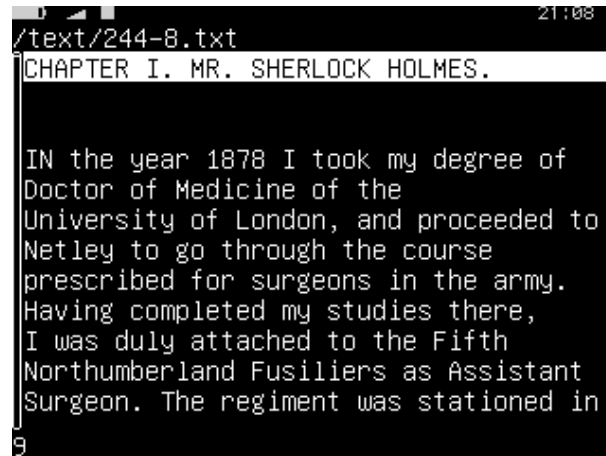 21:08
/text/244-8.txt
CHAPTER I. MR. SHERLOCK HOLMES.
IN the year 1878 I took my degree of
Doctor of Medicine of the
University of London, and proceeded to
Netley to go through the course
prescribed for surgeons in the army.
Having completed my studies there,
I was duly attached to the Fifth
Northumberland Fusiliers as Assistant
Surgeon. The regiment was stationed in
9